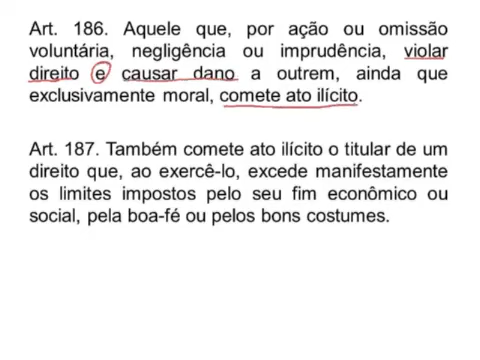 Art. 186. Aquele que, por ação ou omissão
voluntária, negligência ou imprudência, violar
direito e causar dano a outrem, ainda que
exclusivamente moral, comete ato ilícito.
Art. 187. Também comete ato ilícito o titular de um
direito que, ao exercê-lo, excede manifestamente
os limites impostos pelo seu fim econômico ou
social, pela boa-fé ou pelos bons costumes.